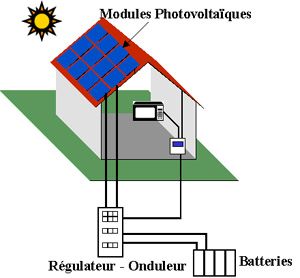 Modules Photovoltaïques
Régulateur - Onduleur
Batteries